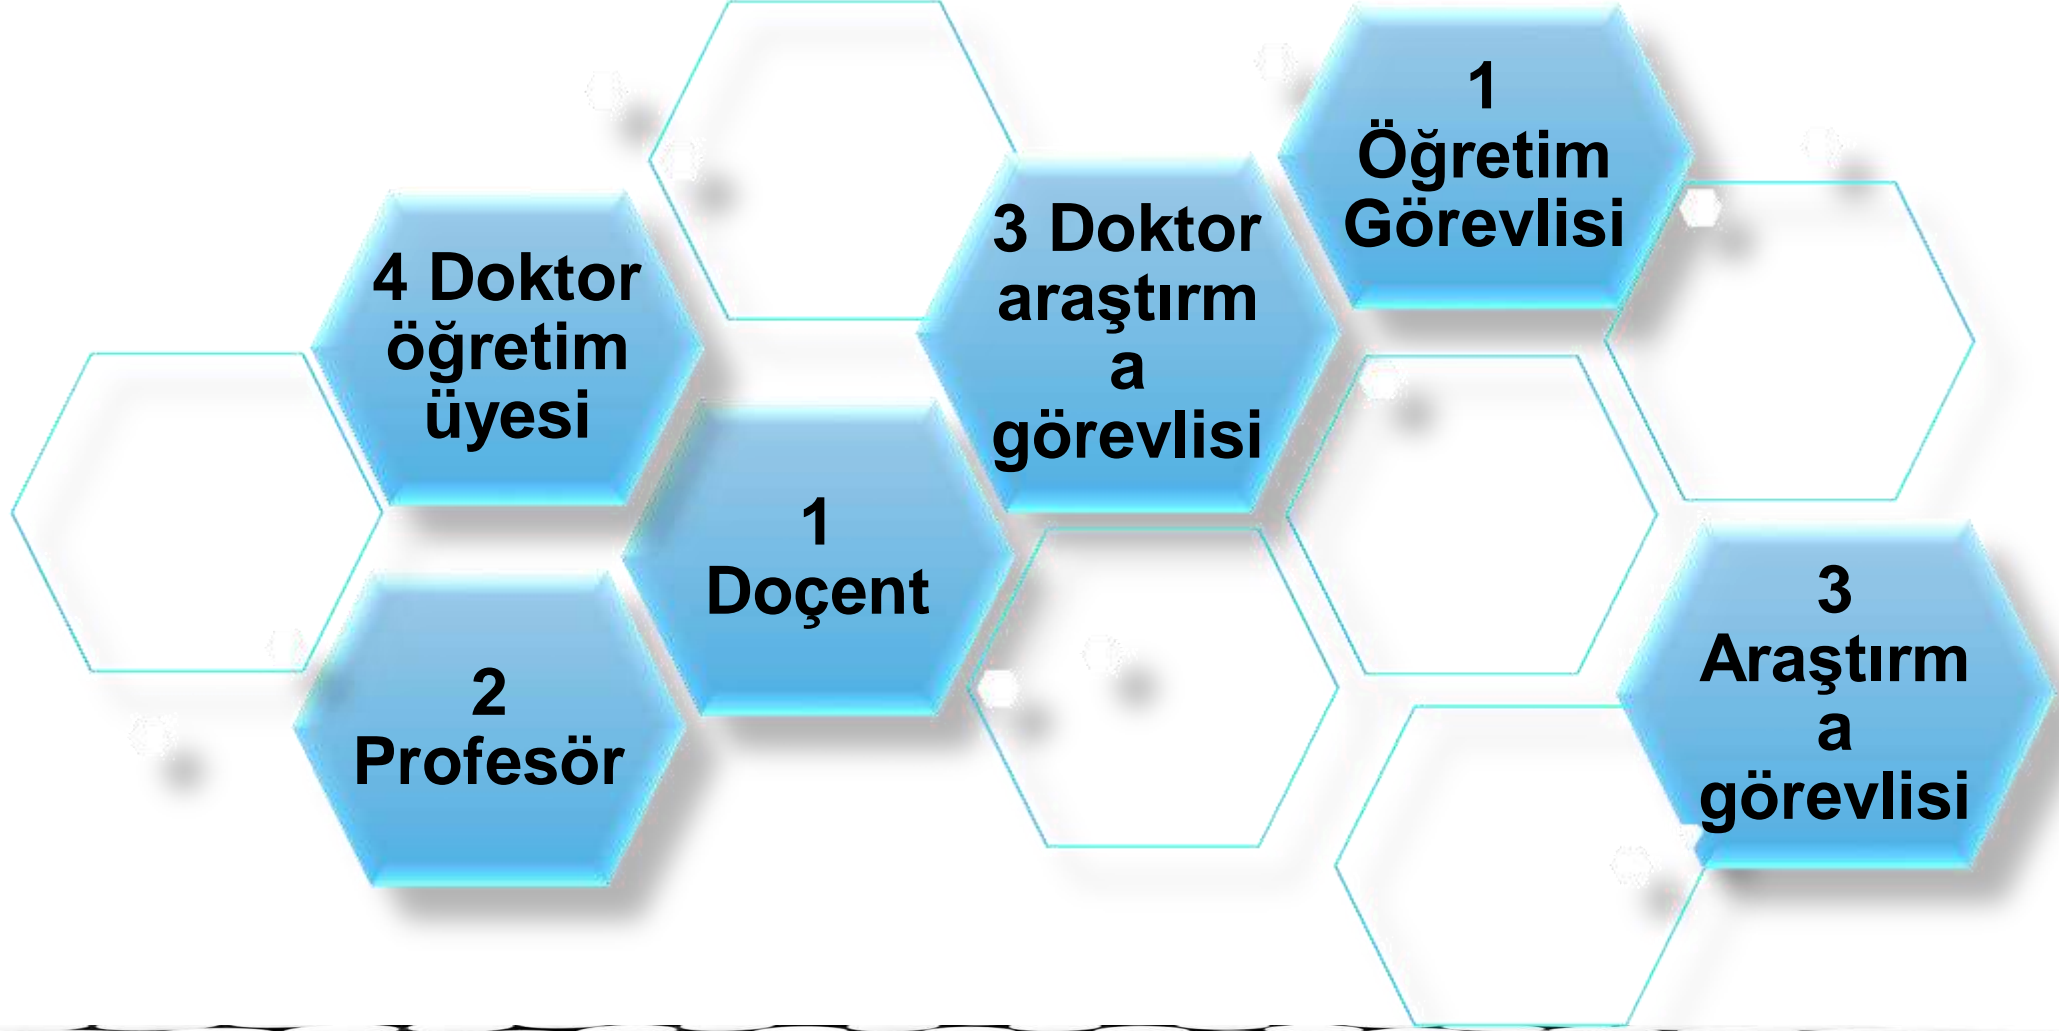 4 Doktor
öğretim
üyesi
2
Profesör
1
Doçent
3 Doktor
araştırm
a
görevlisi
1
Öğretim
Görevlisi
3
Araştırm
a
görevlisi